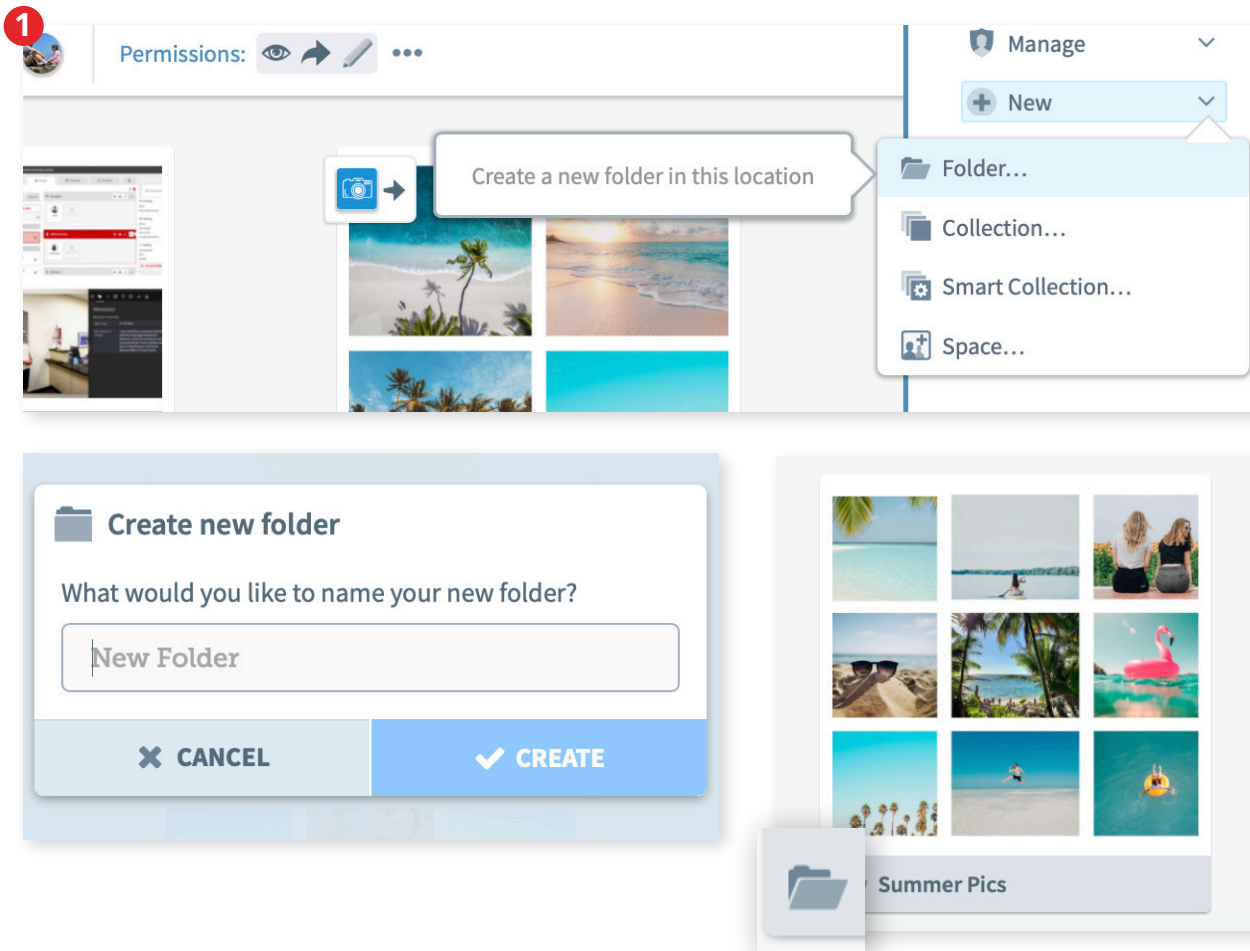 1
Permissions:
Manage
New
Create a new folder in this location
Folder...
Collection...
Smart Collection...
Space...
Metadata
Create new folder
What would you like to name your new folder?
New Folder
CANCEL
CREATE
Summer Pics